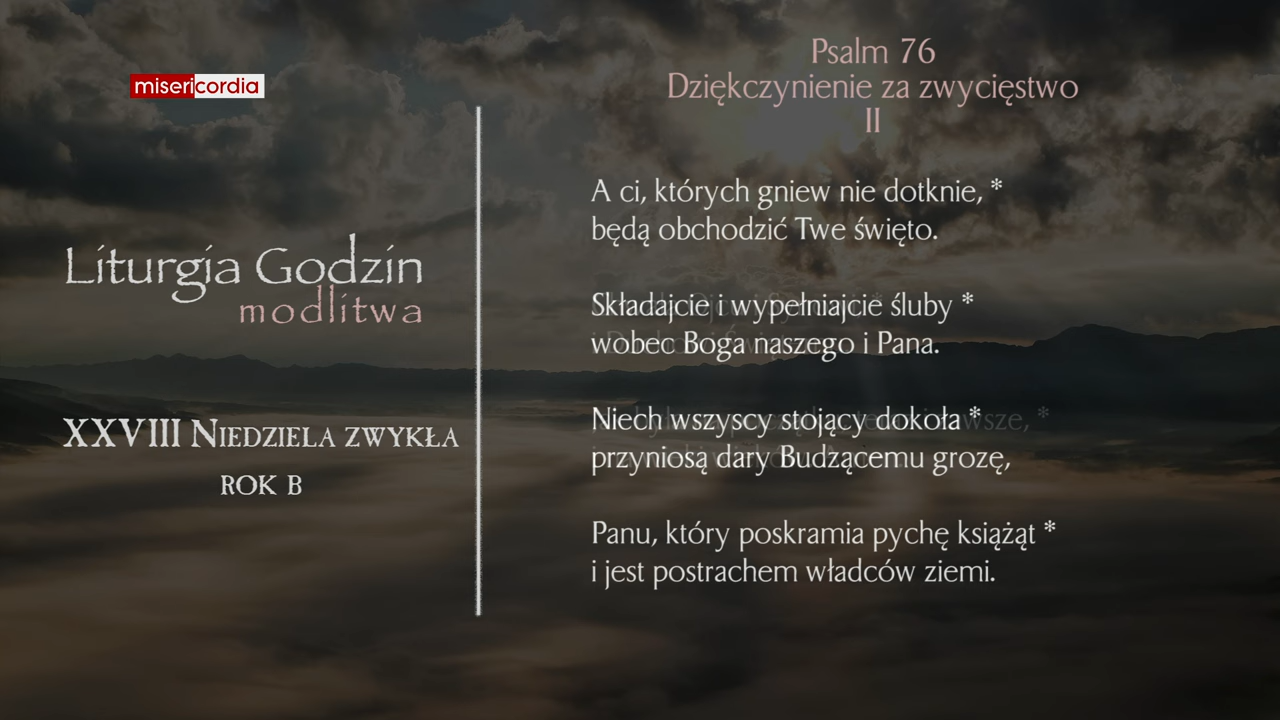 misericordia
Liturgia Godzin
modlitwa
XXVIII Niedziela zwykła
rok B
Psalm 76
Dziękczynienie za zwycięstwo
II
A ci, których gniew nie dotknie, *
będą obchodzić Twe święto.
Składajcie i wypełniajcie śluby *
wobec Boga naszego i Pana.
Niech wszyscy stojący dokoła *
przyniosą dary Budzącemu grozę,
Panu, który poskramia pychę książąt *
i jest postrachem władców ziemi.